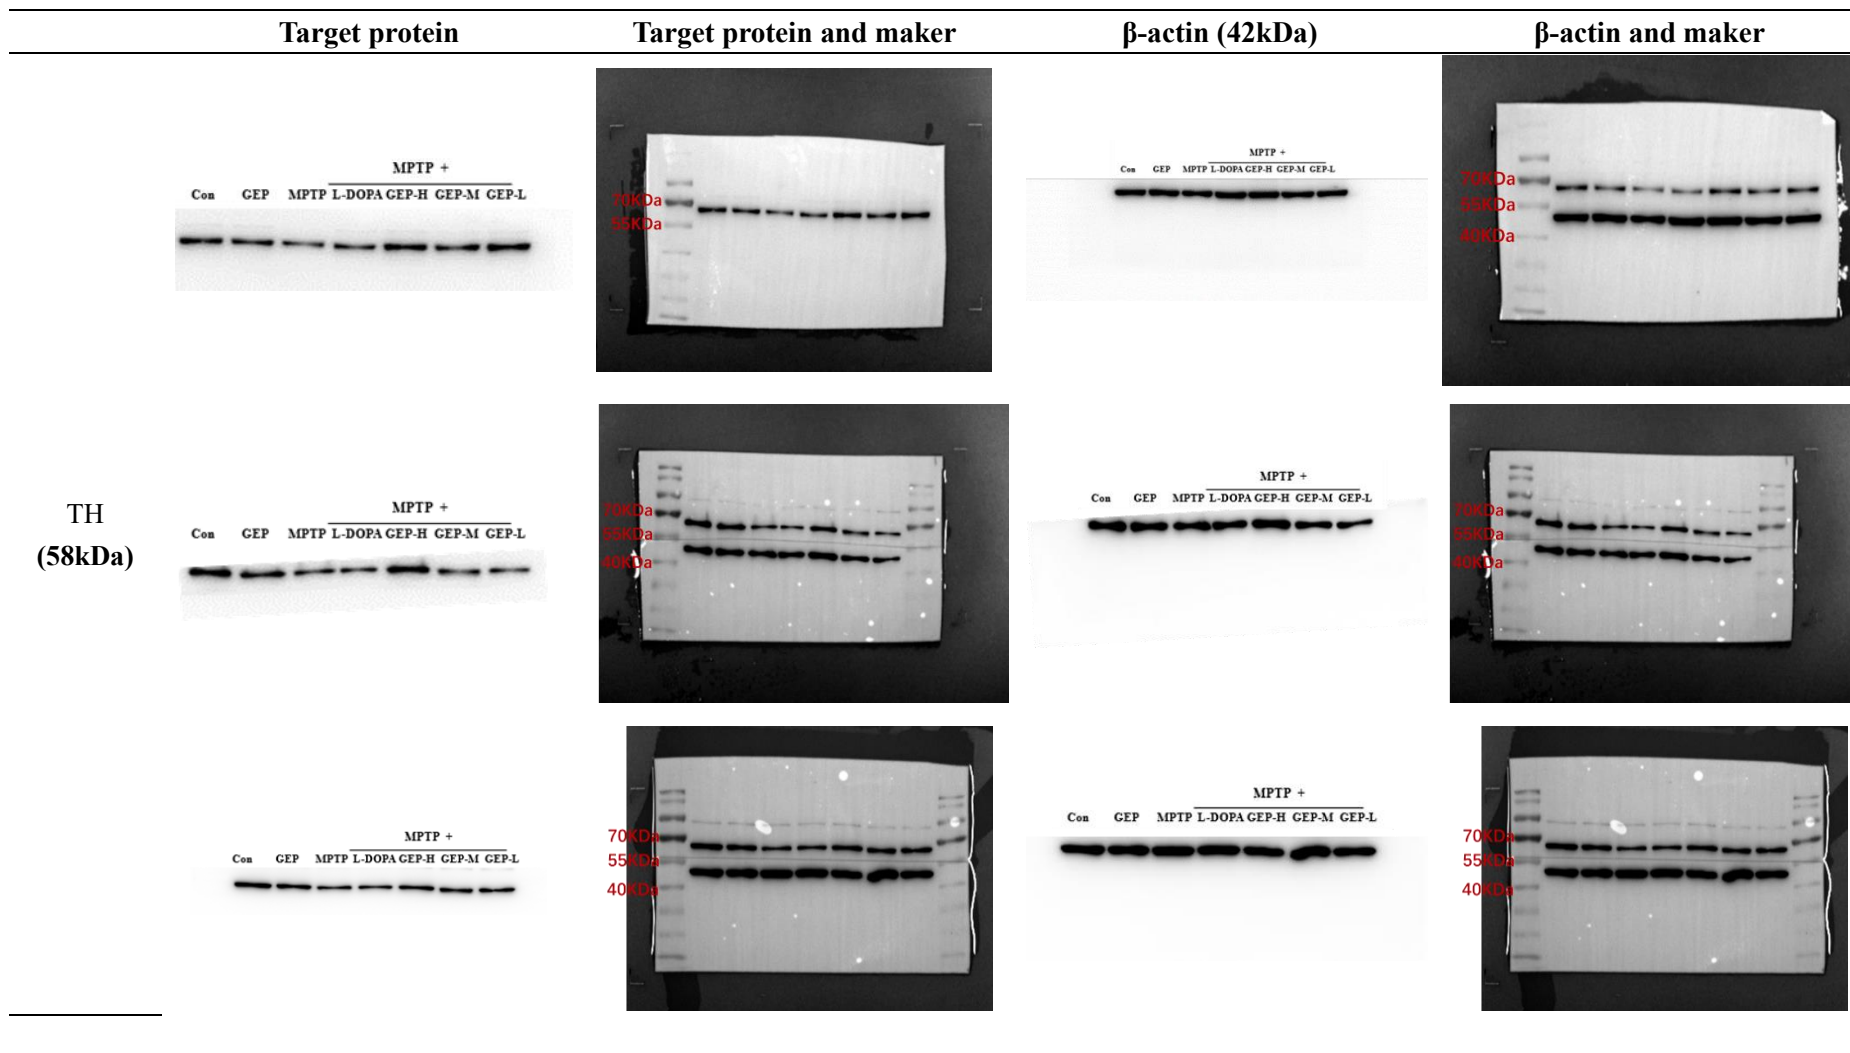 Target protein
Target protein and maker
β-actin (42kDa)
β-actin and maker
MPTP +
Con GEP MPTP L-DOPA GEP-H GEP-M GEP-L
70KDa
55KDa
MPTP +
Con GEP MPTP L-DOPA GEP-H GEP-M GEP-L
70KDa
55KDa
40KDa
TH
(58kDa)
MPTP +
Con GEP MPTP L-DOPA GEP-H GEP-M GEP-L
70KDa
55KDa
40KDa
MPTP +
Con GEP MPTP L-DOPA GEP-H GEP-M GEP-L
70KDa
55KDa
40KDa
MPTP +
Con GEP MPTP L-DOPA GEP-H GEP-M GEP-L
70KDa
55KDa
40KDa
MPTP +
Con GEP MPTP L-DOPA GEP-H GEP-M GEP-L
70KDa
55KDa
40KDa